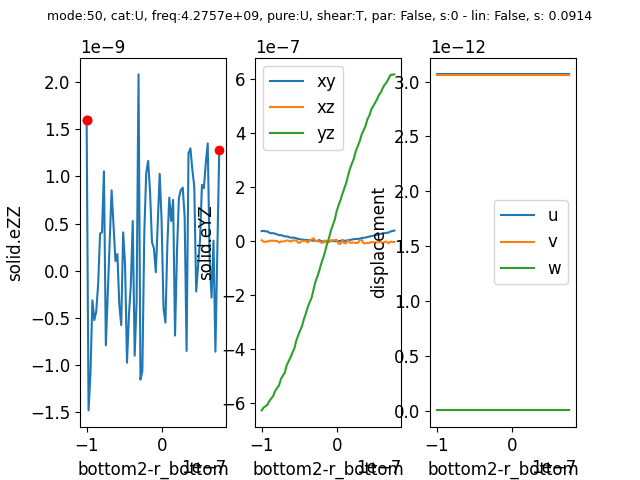 mode:50, cat:U, freq:4.2757e+09, pure:U, shear:T, par: False, s:0 - lin: False, s: 0.0914
1e−9
2.0
1.5
1.0
0.5
0.0
−0.5
−1.0
−1.5
solid.eZZ
−1
0
1e−7
bottom2-r_bottom
1e−7
6
4
2
0
−2
−4
−6
solid.eYZ
xy
xz
yz
−1
0
1e−7
bottom2-r_bottom
1e−12
3.0
2.5
2.0
1.5
1.0
0.5
0.0
displacement
u
v
w
−1
0
1e−7
bottom2-r_bottom